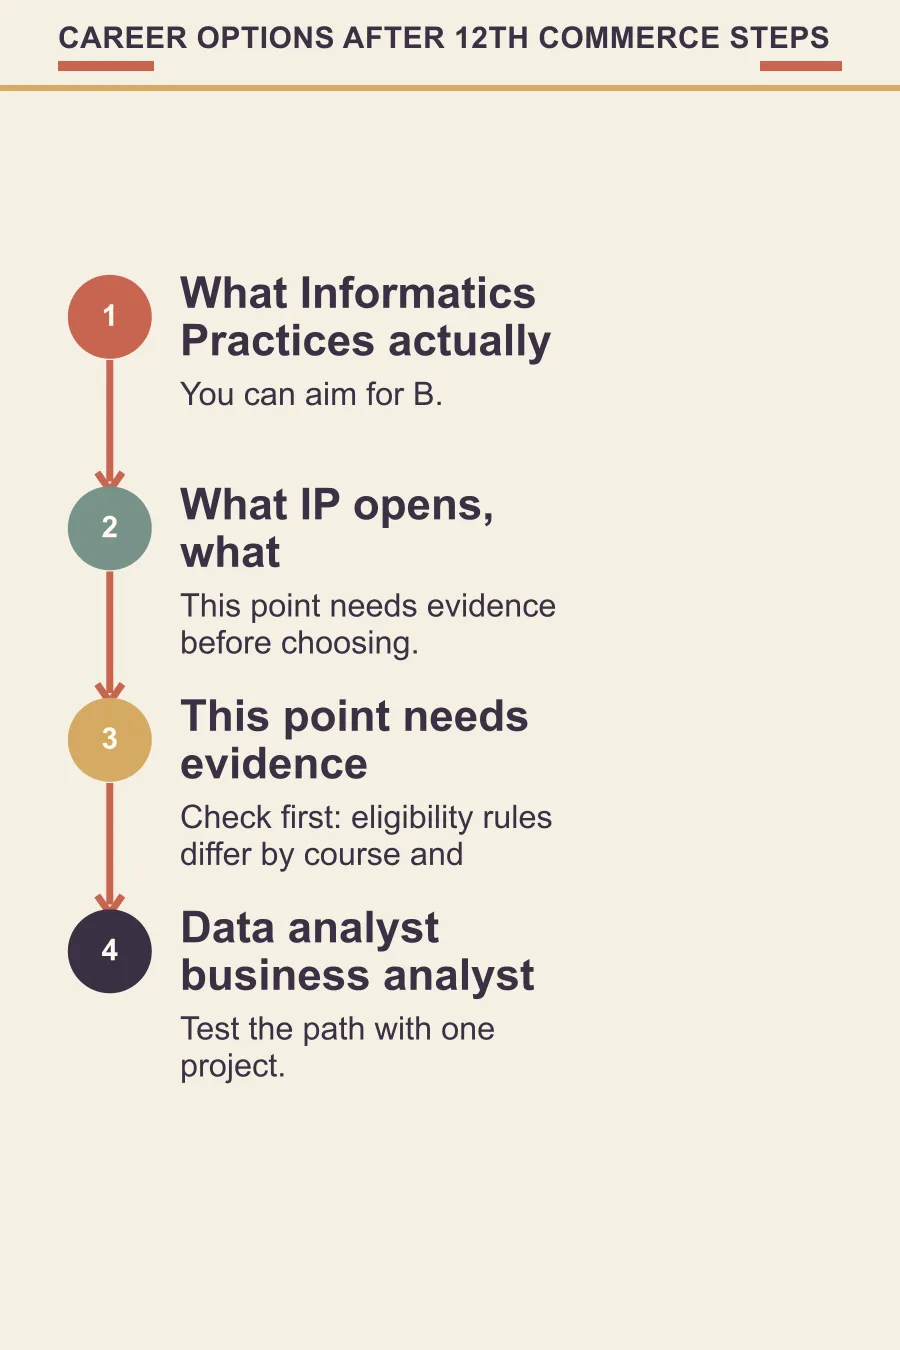 CAREER OPTIONS AFTER 12TH COMMERCE STEPS
1
What Informatics
Practices actually
You can aim for B.
2
What IP opens,
what
This point needs evidence
before choosing.
3
This point needs
evidence
Check first: eligibility rules
differ by course and
4
Data analyst
business analyst
Test the path with one
project.